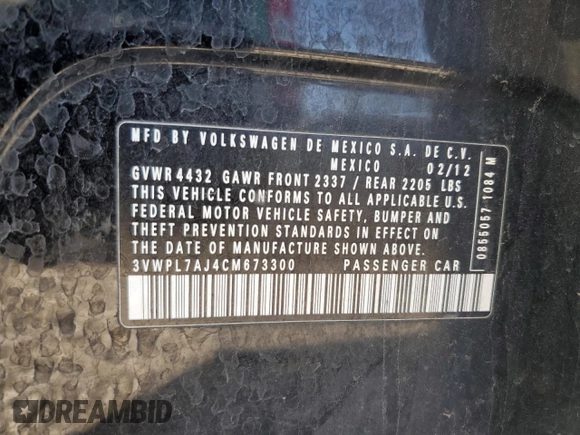 MFD BY VOLKSWAGEN DE MEXICO S.A. DE C.V.
MEXICO 02/12
GVWR 4432 GAWR FRONT 2337 / REAR 2205 LBS
THIS VEHICLE CONFORMS TO ALL APPLICABLE U.S.
FEDERAL MOTOR VEHICLE SAFETY, BUMPER AND
THEFT PREVENTION STANDARDS IN EFFECT ON
THE DATE OF MANUFACTURE SHOWN ABOVE.
3VWPL7AJ4CM673300 PASSENGER CAR
0855057 1084 M
DREAMBID